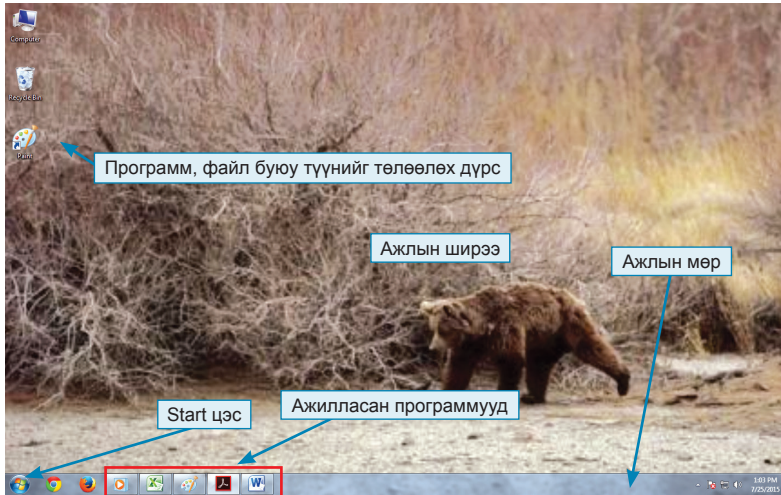 Computer
Recycle Bin
Paint
Программ, файл буюу түүнийг төлөөлөх дүрс
Ажлын ширээ
Ажлын мөр
Start цэс
Ажилласан программууд
1:03 PM
7/25/2015